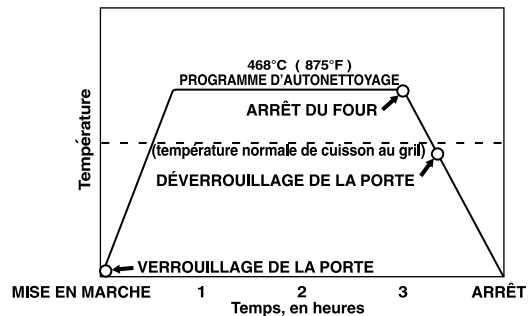 468°C ( 875°F )
PROGRAMME D'AUTONETTOYAGE
ARRÊT DU FOUR
(température normale de cuisson au gril)
DÉVERROUILLAGE DE LA PORTE
VERROUILLAGE DE LA PORTE
Température
MISE EN MARCHE 1 2 3 ARRÊT
Temps, en heures